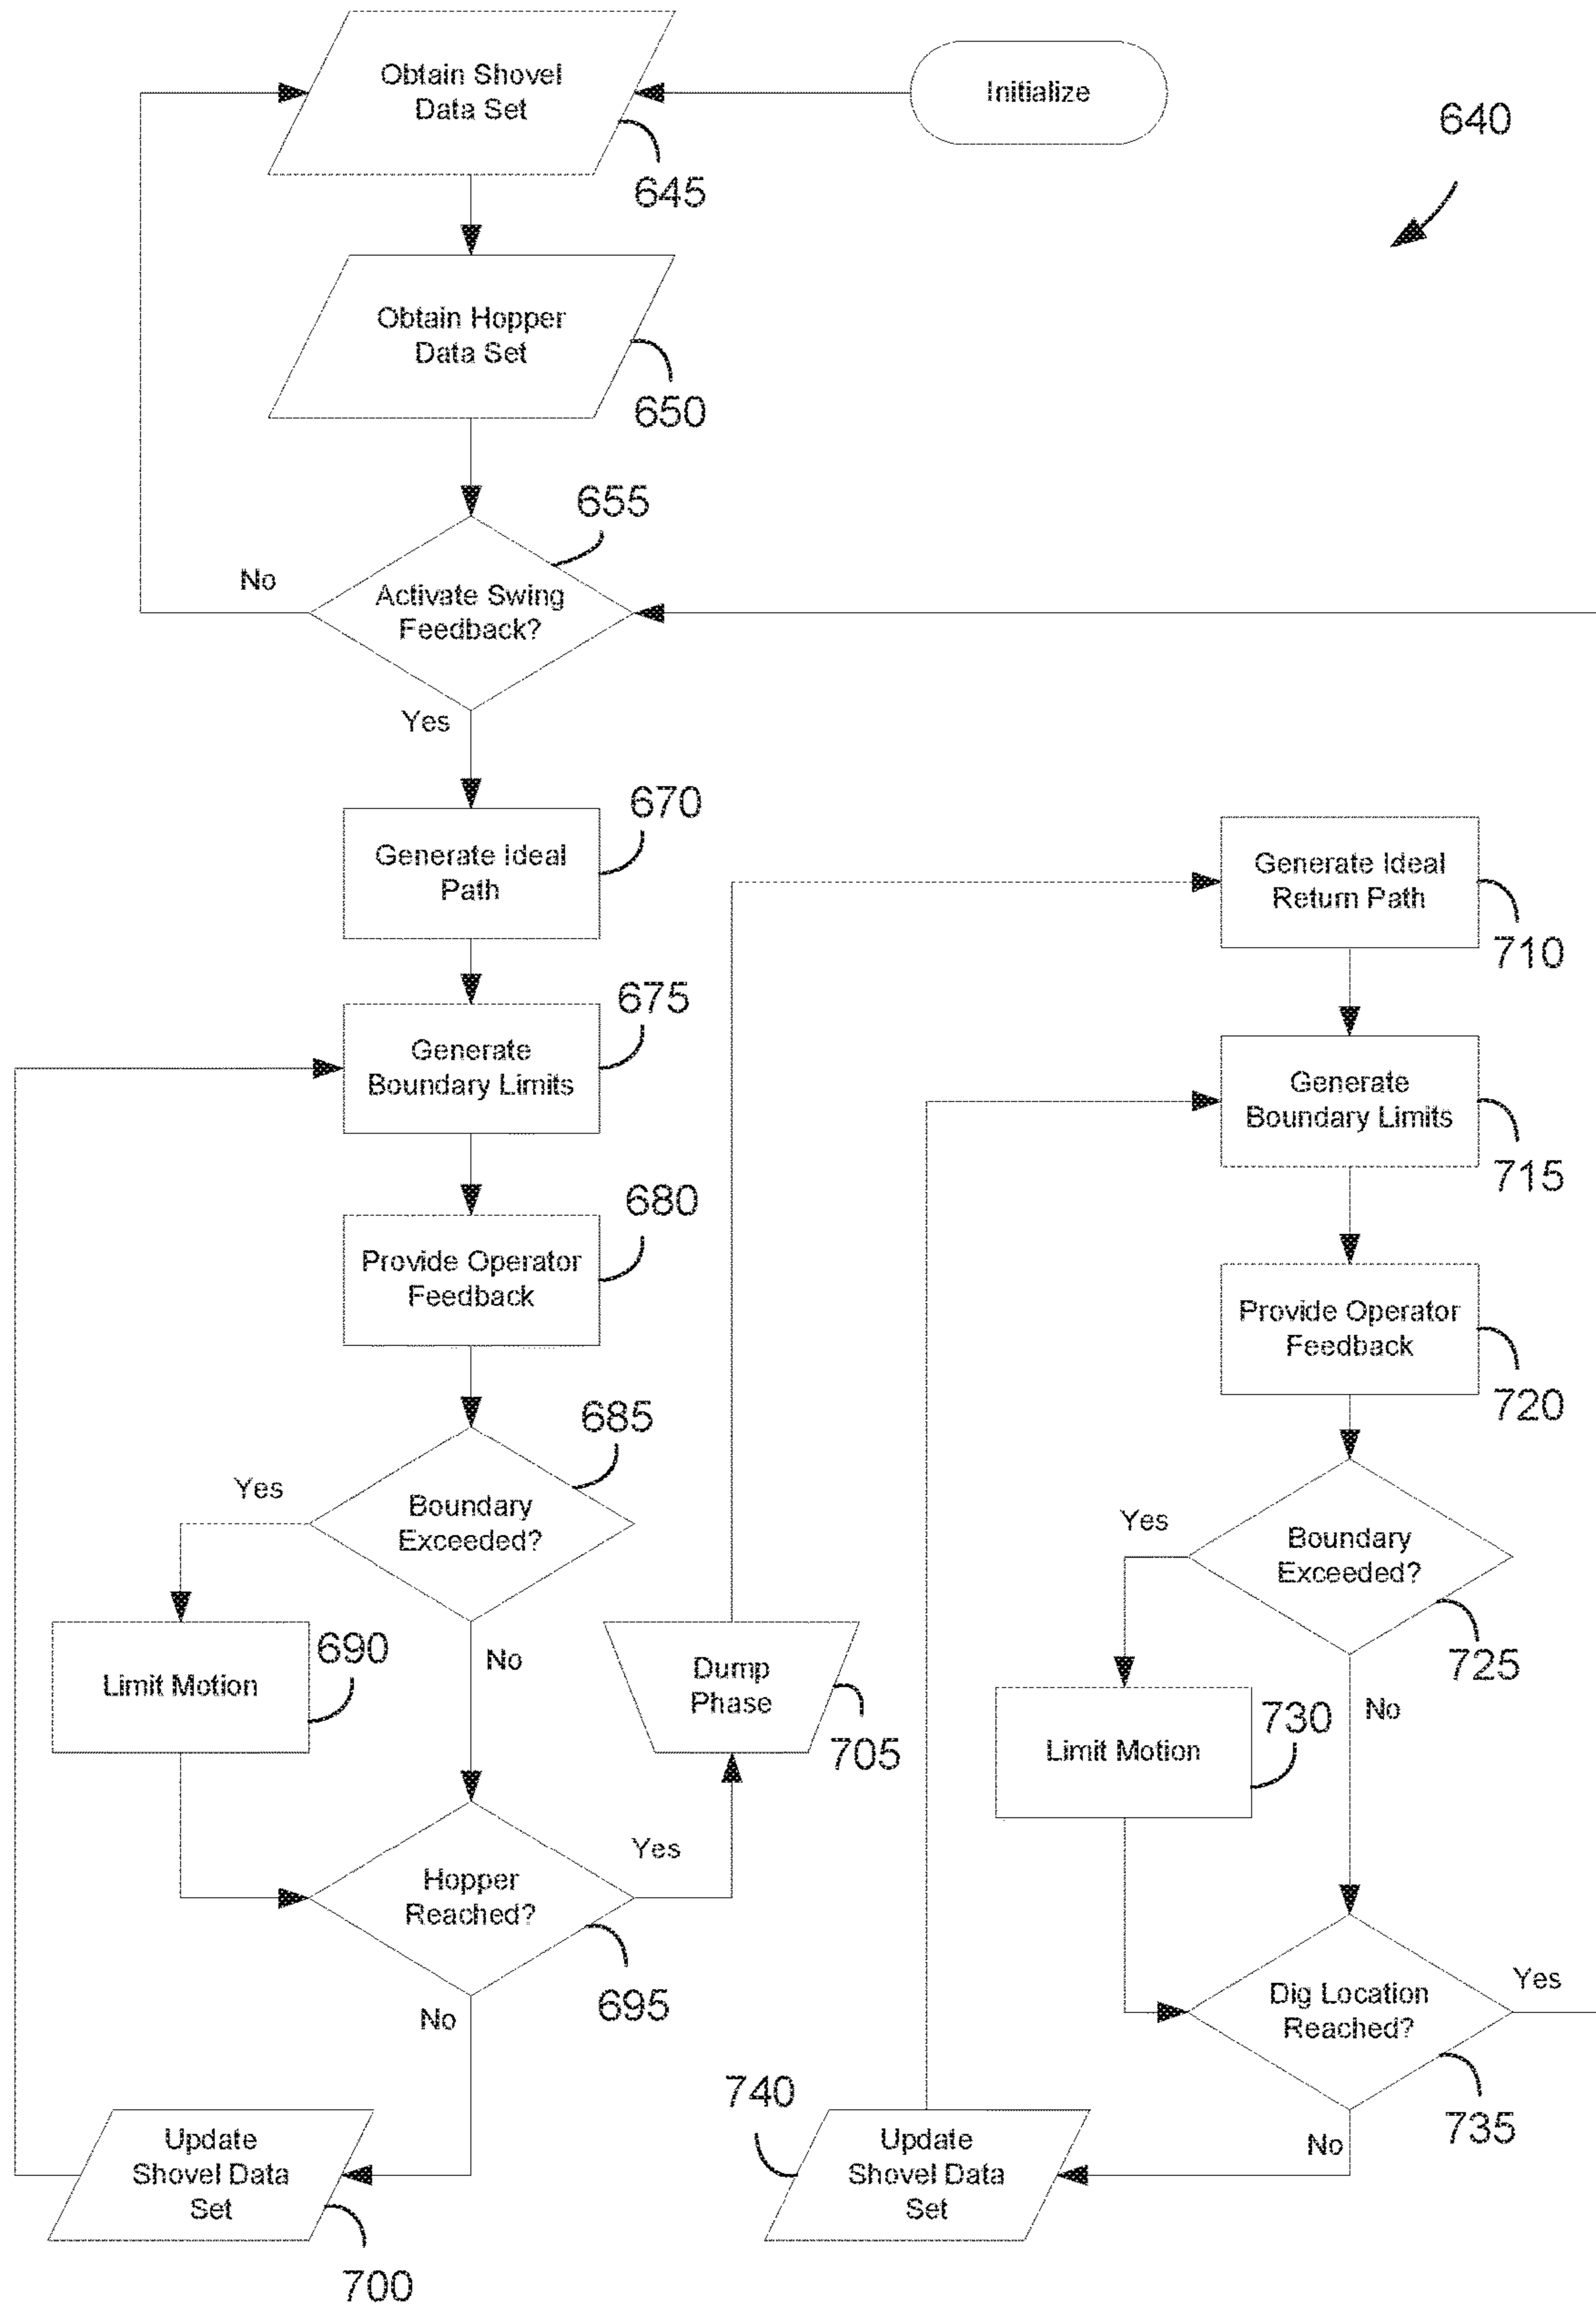 Obtain Shovel
Data Set
Initialize
640
645
Obtain Hopper
Data Set
650
655
No
Activate Swing
Feedback?
Yes
670
Generate Ideal
Path
675
Generate
Boundary Limits
680
Provide Operator
Feedback
685
Yes
Boundary
Exceeded?
No
690
Limit Motion
Dump
Phase
705
Hopper
Reached?
Yes
695
No
Update
Shovel Data
Set
700
Generate Ideal
Return Path
710
Generate
Boundary Limits
715
Provide Operator
Feedback
720
Yes
Boundary
Exceeded?
725
No
730
Limit Motion
Dig Location
Reached?
Yes
735
No
740
Update
Shovel Data
Set